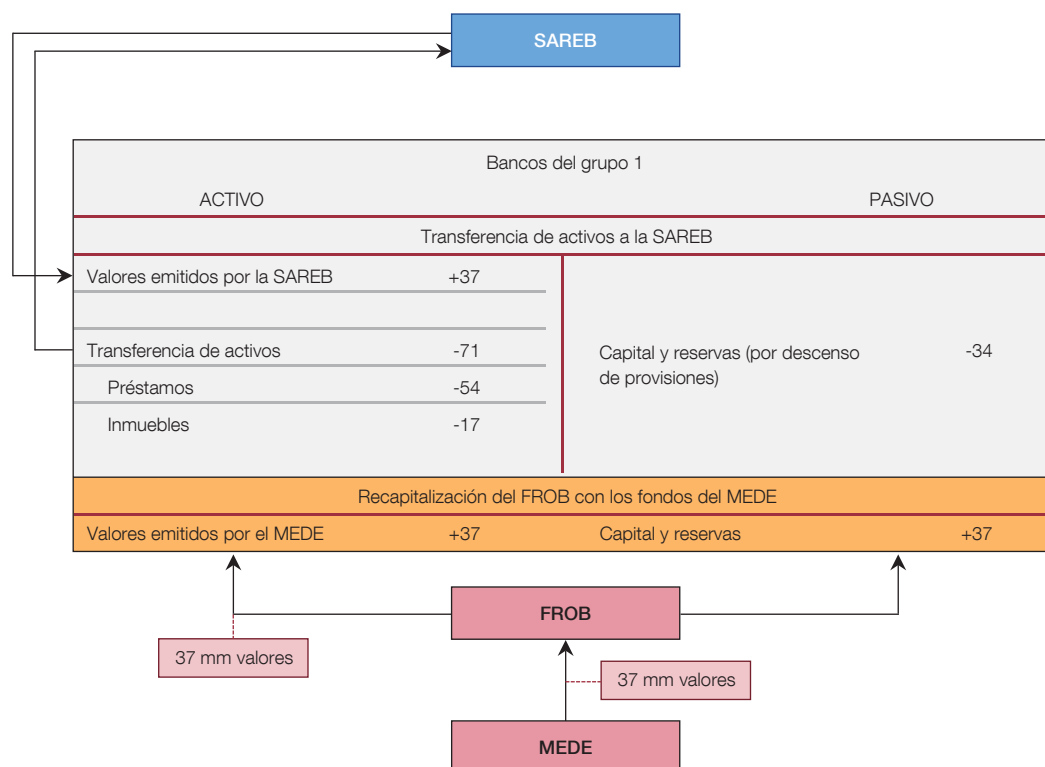 SAREB
Bancos del grupo 1
ACTIVO PASIVO
Transferencia de activos a la SAREB
Valores emitidos por la SAREB +37
Transferencia de activos -71
Préstamos -54
Inmuebles -17
Capital y reservas (por descenso -34
de provisiones)
Recapitalización del FROB con los fondos del MEDE
Valores emitidos por el MEDE +37 Capital y reservas +37
FROB
37 mm valores
37 mm valores
MEDE